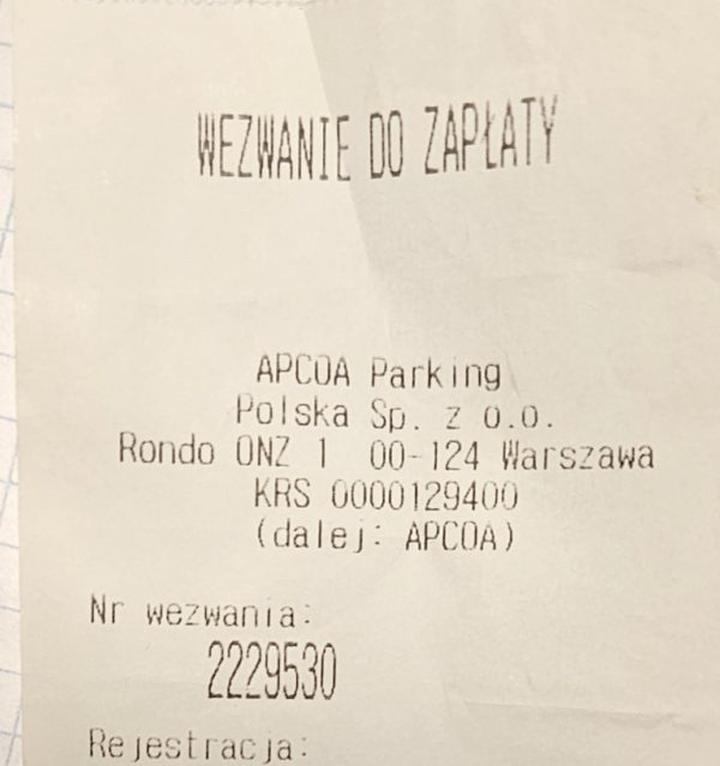 WEZWANIE DO ZAPŁATY
APCOA Parking
Polska Sp. z o.o.
Rondo ONZ 1 00-124 Warszawa
KRS 0000129400
(dalej: APCOA)
Nr wezwania:
2229530
Rejestracja: